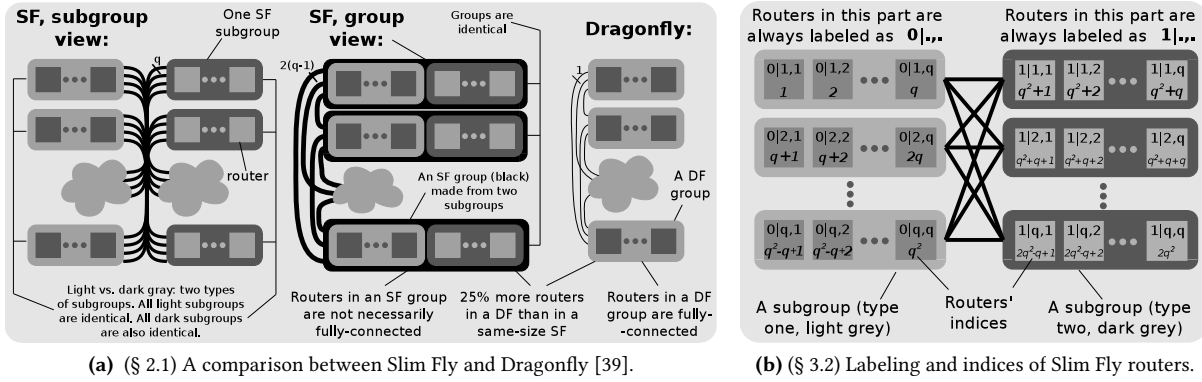 SF, subgroup
view:
One SF
subgroup
q
router
Light vs. dark gray: two types
of subgroups. All light subgroups
are identical. All dark subgroups
are also identical.
SF, group
view:
Groups are
identical
2(q-1)
An SF group (black)
made from two
subgroups
Routers in an SF group
are not necessarily
fully-connected
25% more routers
in a DF than in a
same-size SF
Dragonfly:
1
A DF
group
Routers in a DF
group are fully-
-connected
(a) (§ 2.1) A comparison between Slim Fly and Dragonfly [39].
Routers in this part are
always labeled as 0|.,.
Routers in this part are
always labeled as 1|.,.
0|1,1 0|1,2 0|1,q
1 2 q
1|1,1 1|1,2 1|1,q
q²+1 q²+2 q²+q
0|2,1 0|2,2 0|2,q
q+1 q+2 2q
1|2,1 1|2,2 1|2,q
q²+q+1 q²+q+2 q²+q+q
0|q,1 0|q,2 0|q,q
q²-q+1 q²-q+2 q²
1|q,1 1|q,2 1|q,q
2q²-q+1 2q²-q+2 2q²
A subgroup (type
one, light grey)
Routers'
indices
A subgroup (type
two, dark grey)
(b) (§ 3.2) Labeling and indices of Slim Fly routers.